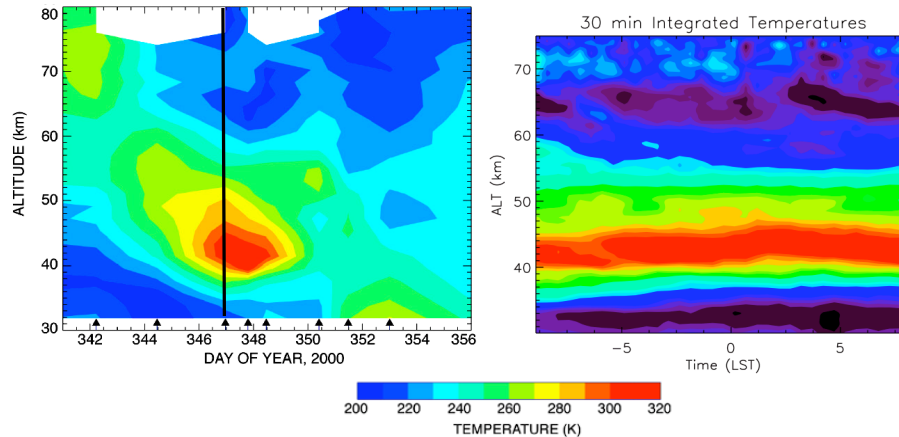 30 min Integrated Temperatures
ALTITUDE (km)
80
70
60
50
40
30
342 344 346 348 350 352 354 356
DAY OF YEAR, 2000
ALT (km)
70
60
50
40
-5 0 5
Time (LST)
200 220 240 260 280 300 320
TEMPERATURE (K)